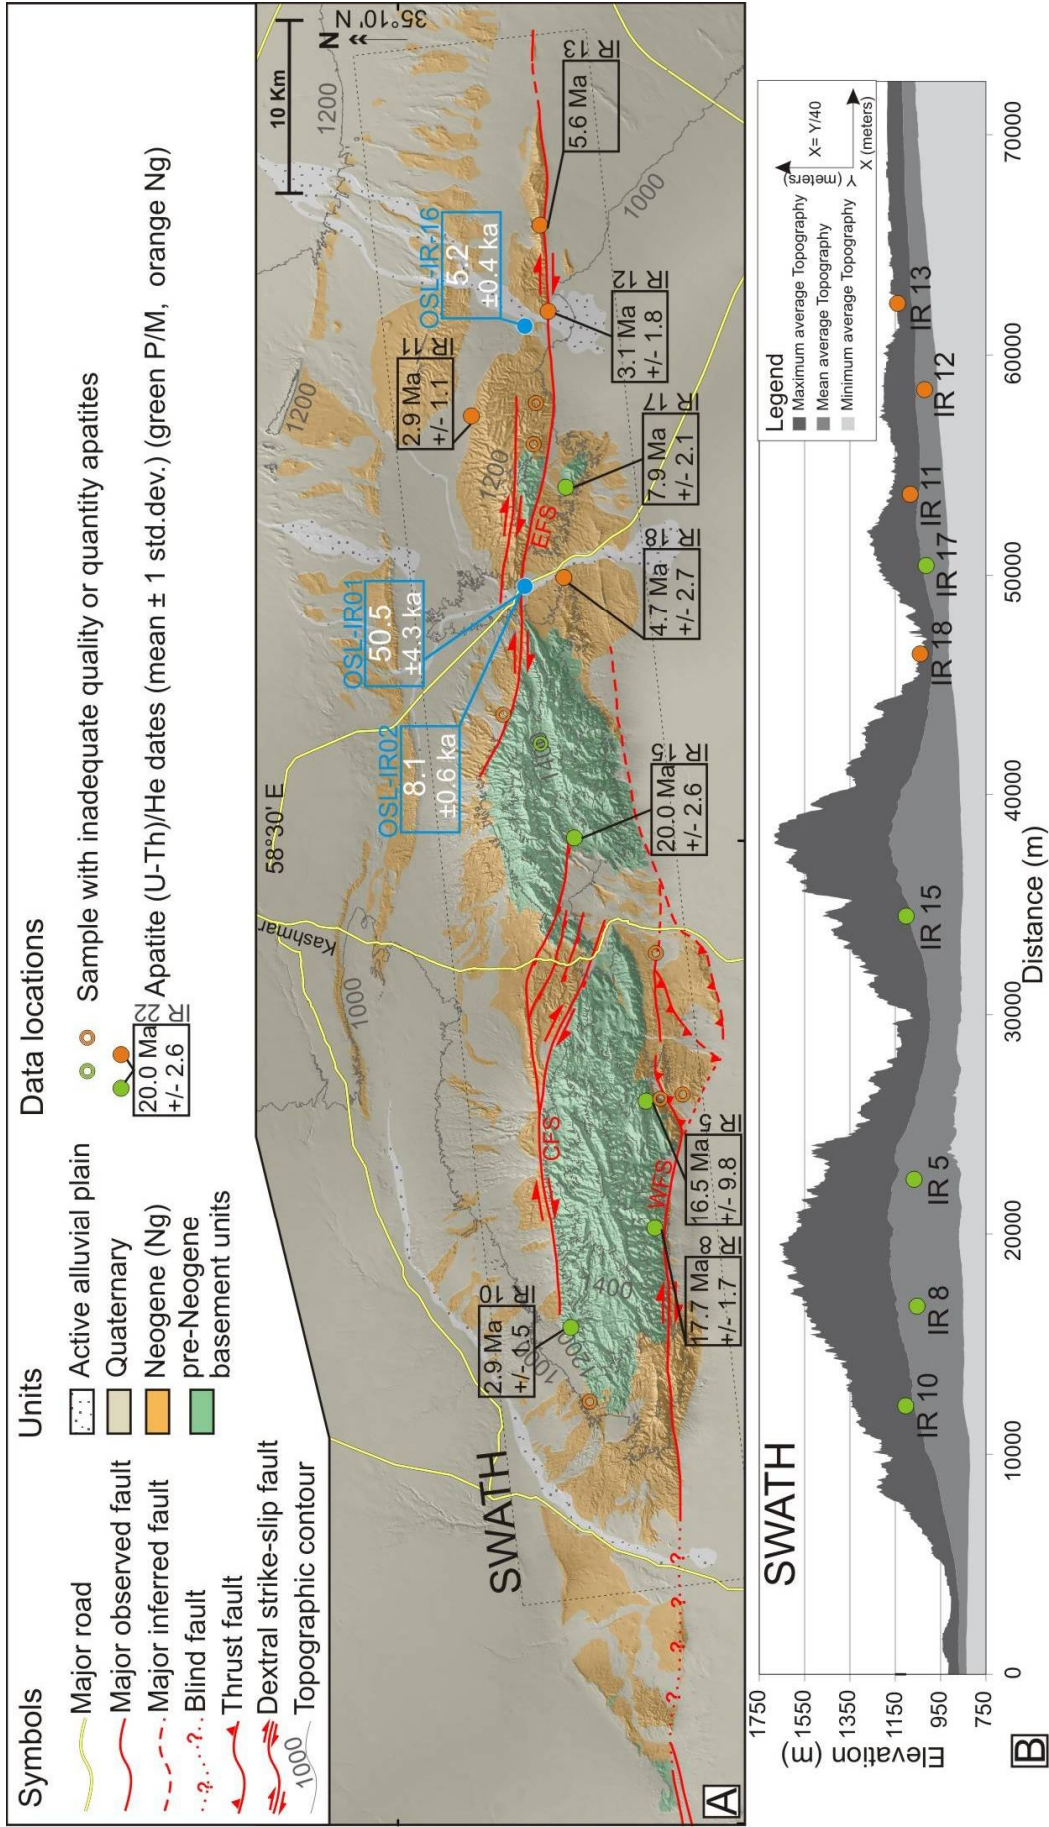 Symbols
Major road
Major observed fault
Major inferred fault
..?...?.. Blind fault
Thrust fault
Dextral strike-slip fault
1000 Topographic contour
Units
Active alluvial plain
Quaternary
Neogene (Ng)
pre-Neogene
basement units
Data locations
Sample with inadequate quality or quantity apatites
20.0 Ma
+/- 2.6
IR 22
Apatite (U-Th)/He dates (mean ± 1 std.dev.) (green P/M, orange Ng)
A
SWATH
58°30' E
35°10' N
N
10 Km
Kashmar
1000
1200
1200
1000
1200
1000
1200
1400
1400
?
?
?
CFS
WFS
EFS
2.9 Ma
+/- 1.5
IR 10
17.7 Ma
+/- 1.7
IR 8
16.5 Ma
+/- 9.8
IR 5
20.0 Ma
+/- 2.6
IR 15
OSL-IR02
8.1
±0.6 ka
OSL-IR01
50.5
±4.3 ka
4.7 Ma
+/- 2.7
IR 18
7.9 Ma
+/- 2.1
IR 17
2.9 Ma
+/- 1.1
IR 11
3.1 Ma
+/- 1.8
IR 12
OSL-IR-16
5.2
±0.4 ka
5.6 Ma
IR 13
B
SWATH
Elevation (m)
1750
1550
1350
1150
950
750
IR 10
IR 8
IR 5
IR 15
IR 18
IR 17
IR 11
IR 12
IR 13
0
10000
20000
30000
40000
50000
60000
70000
Distance (m)
Legend
Maximum average Topography
Mean average Topography
Minimum average Topography
Y (meters)
X= Y/40
X (meters)